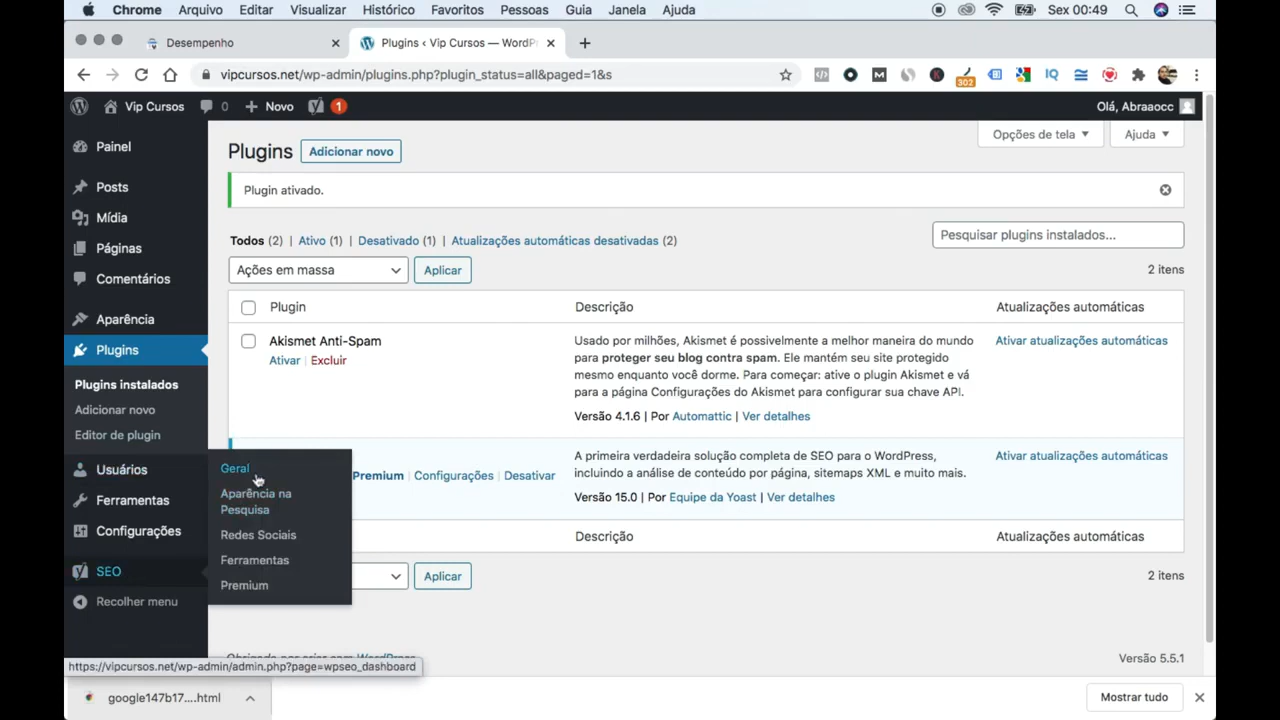 Chrome Arquivo Editar Visualizar Histórico Favoritos Pessoas Guia Janela Ajuda Sex 00:49
Desempenho
Plugins ‹ Vip Cursos — WordPr
vipcursos.net/wp-admin/plugins.php?plugin_status=all&paged=1&s
302
Vip Cursos 0 Novo 1 Olá, Abraaocc
Opções de tela Ajuda
Painel
Posts
Mídia
Páginas
Comentários
Aparência
Plugins
Plugins instalados
Adicionar novo
Editor de plugin
Usuários
Ferramentas
Configurações
SEO
Recolher menu
Geral
Aparência na
Pesquisa
Redes Sociais
Ferramentas
Premium
Plugins Adicionar novo
Plugin ativado.
Todos (2) | Ativo (1) | Desativado (1) | Atualizações automáticas desativadas (2)
Pesquisar plugins instalados...
Ações em massa Aplicar
2 itens
Plugin Descrição Atualizações automáticas
Akismet Anti-Spam
Ativar | Excluir
Usado por milhões, Akismet é possivelmente a melhor maneira do mundo
para proteger seu blog contra spam. Ele mantém seu site protegido
mesmo enquanto você dorme. Para começar: ative o plugin Akismet e vá
para a página Configurações do Akismet para configurar sua chave API.
Versão 4.1.6 | Por Automattic | Ver detalhes
Ativar atualizações automáticas
Premium | Configurações | Desativar
A primeira verdadeira solução completa de SEO para o WordPress,
incluindo a análise de conteúdo por página, sitemaps XML e muito mais.
Versão 15.0 | Por Equipe da Yoast | Ver detalhes
Ativar atualizações automáticas
Descrição Atualizações automáticas
Aplicar
2 itens
Obrigado por criar com WordPress
Versão 5.5.1
https://vipcursos.net/wp-admin/admin.php?page=wpseo_dashboard
google147b17....html
Mostrar tudo